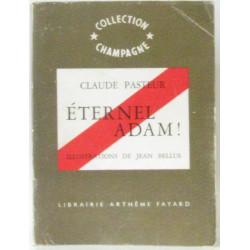 COLLECTION
CHAMPAGNE
CLAUDE PASTEUR
ÉTERNEL
ADAM !
ILLUSTRATIONS DE JEAN BELLUS
LIBRAIRIE ARTHÈME FAYARD